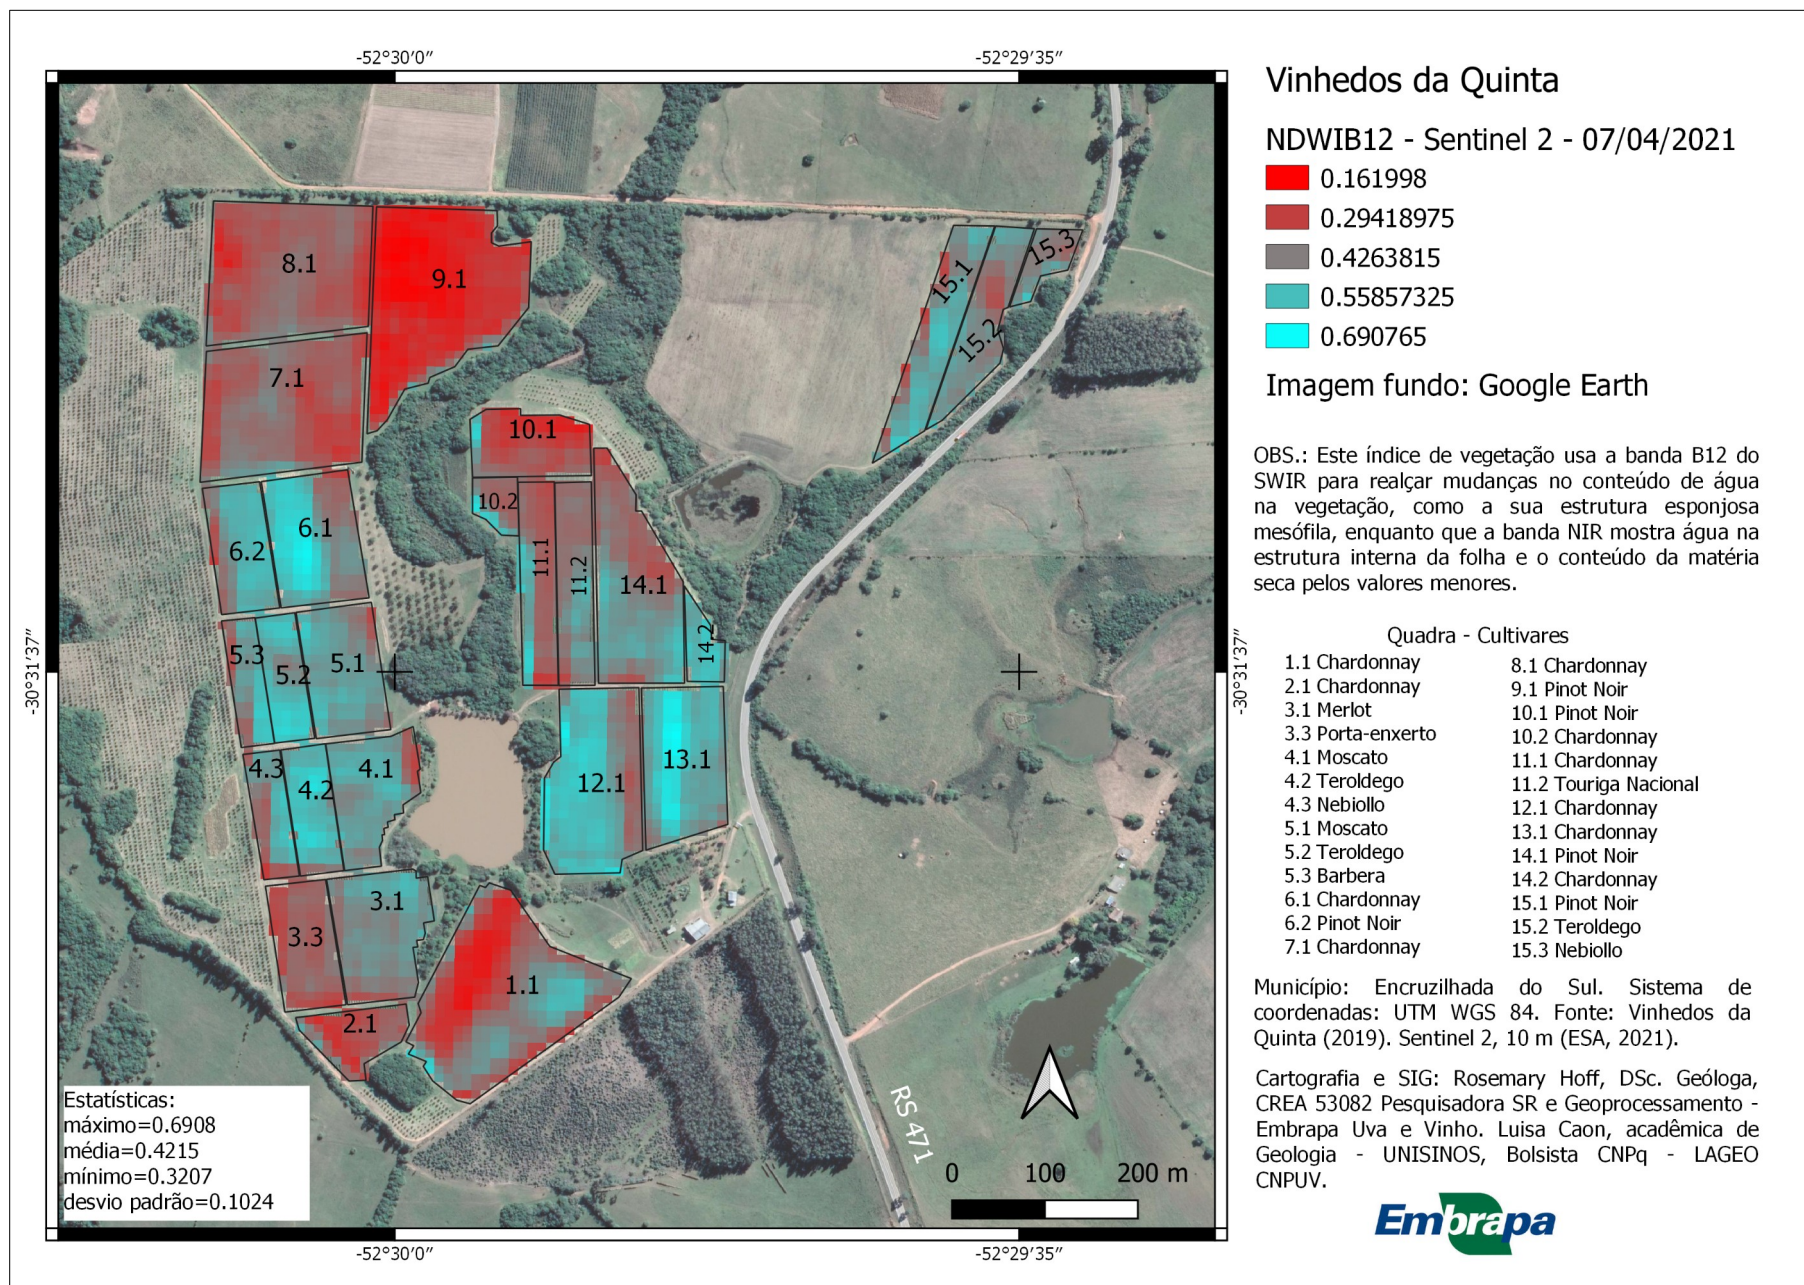 -52°30′0″
-52°29′35″
Vinhedos da Quinta
NDWIB12 - Sentinel 2 - 07/04/2021
0.161998
0.29418975
0.4263815
0.55857325
0.690765
Imagem fundo: Google Earth
OBS.: Este índice de vegetação usa a banda B12 do
SWIR para realçar mudanças no conteúdo de água
na vegetação, como a sua estrutura esponjosa
mesófila, enquanto que a banda NIR mostra água na
estrutura interna da folha e o conteúdo da matéria
seca pelos valores menores.
Quadra - Cultivares
1.1 Chardonnay
2.1 Chardonnay
3.1 Merlot
3.3 Porta-enxerto
4.1 Moscato
4.2 Teroldego
4.3 Nebiollo
5.1 Moscato
5.2 Teroldego
5.3 Barbera
6.1 Chardonnay
6.2 Pinot Noir
7.1 Chardonnay
8.1 Chardonnay
9.1 Pinot Noir
10.1 Pinot Noir
10.2 Chardonnay
11.1 Chardonnay
11.2 Touriga Nacional
12.1 Chardonnay
13.1 Chardonnay
14.1 Pinot Noir
14.2 Chardonnay
15.1 Pinot Noir
15.2 Teroldego
15.3 Nebiollo
Município: Encruzilhada do Sul. Sistema de
coordenadas: UTM WGS 84. Fonte: Vinhedos da
Quinta (2019). Sentinel 2, 10 m (ESA, 2021).
Cartografia e SIG: Rosemary Hoff, DSc. Geóloga,
CREA 53082 Pesquisadora SR e Geoprocessamento -
Embrapa Uva e Vinho. Luisa Caon, acadêmica de
Geologia - UNISINOS, Bolsista CNPq - LAGEO
CNPUV.
Embrapa
8.1
9.1
7.1
15.1
15.2
15.3
10.1
10.2
11.1
11.2
14.1
14.2
6.2
6.1
5.3
5.2
5.1
4.3
4.2
4.1
12.1
13.1
3.3
3.1
2.1
1.1
-30°31′37″
-30°31′37″
RS 471
Estatísticas:
máximo=0.6908
média=0.4215
mínimo=0.3207
desvio padrão=0.1024
0 100 200 m
-52°30′0″
-52°29′35″